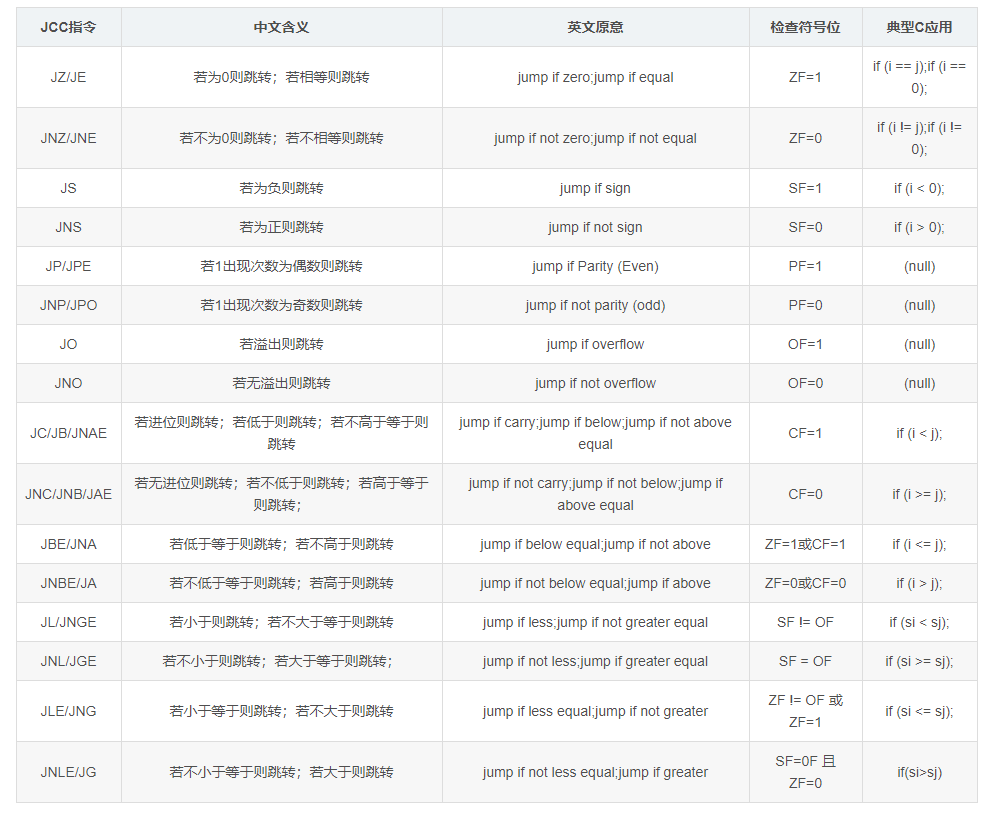 JCC指令 中文含义 英文原意 检查符号位 典型C应用
JZ/JE 若为0则跳转；若相等则跳转 jump if zero;jump if equal ZF=1 if (i == j);if (i ==
0);
JNZ/JNE 若不为0则跳转；若不相等则跳转 jump if not zero;jump if not equal ZF=0 if (i != j);if (i !=
0);
JS 若为负则跳转 jump if sign SF=1 if (i < 0);
JNS 若为正则跳转 jump if not sign SF=0 if (i > 0);
JP/JPE 若1出现次数为偶数则跳转 jump if Parity (Even) PF=1 (null)
JNP/JPO 若1出现次数为奇数则跳转 jump if not parity (odd) PF=0 (null)
JO 若溢出则跳转 jump if overflow OF=1 (null)
JNO 若无溢出则跳转 jump if not overflow OF=0 (null)
JC/JB/JNAE 若进位则跳转；若低于则跳转；若不高于等于则
跳转 jump if carry;jump if below;jump if not above
equal CF=1 if (i < j);
JNC/JNB/JAE 若无进位则跳转；若不低于则跳转；若高于等于
则跳转； jump if not carry;jump if not below;jump if
above equal CF=0 if (i >= j);
JBE/JNA 若低于等于则跳转；若不高于则跳转 jump if below equal;jump if not above ZF=1或CF=1 if (i <= j);
JNBE/JA 若不低于等于则跳转；若高于则跳转 jump if not below equal;jump if above ZF=0或CF=0 if (i > j);
JL/JNGE 若小于则跳转；若不大于等于则跳转 jump if less;jump if not greater equal SF != OF if (si < sj);
JNL/JGE 若不小于则跳转；若大于等于则跳转； jump if not less;jump if greater equal SF = OF if (si >= sj);
JLE/JNG 若小于等于则跳转；若不大于则跳转 jump if less equal;jump if not greater ZF != OF 或
ZF=1 if (si <= sj);
JNLE/JG 若不小于等于则跳转；若大于则跳转 jump if not less equal;jump if greater SF=0F 且
ZF=0 if(si>sj)